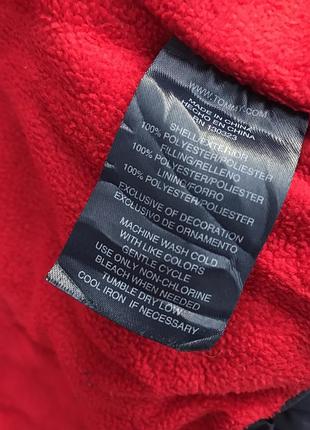 WWW.TOMMY.COM
MADE IN CHINA
HECHO EN CHINA
RN 130323
SHELL/EXTERIOR
100% POLYESTER/POLIESTER
FILLING/RELLENO
100% POLYESTER/POLIESTER
LINING/FORRO
100% POLYESTER/POLIESTER
EXCLUSIVE OF DECORATION
EXCLUSIVO DE ORNAMENTO
MACHINE WASH COLD
WITH LIKE COLORS
GENTLE CYCLE
USE ONLY NON-CHLORINE
BLEACH WHEN NEEDED
TUMBLE DRY LOW
COOL IRON IF NECESSARY